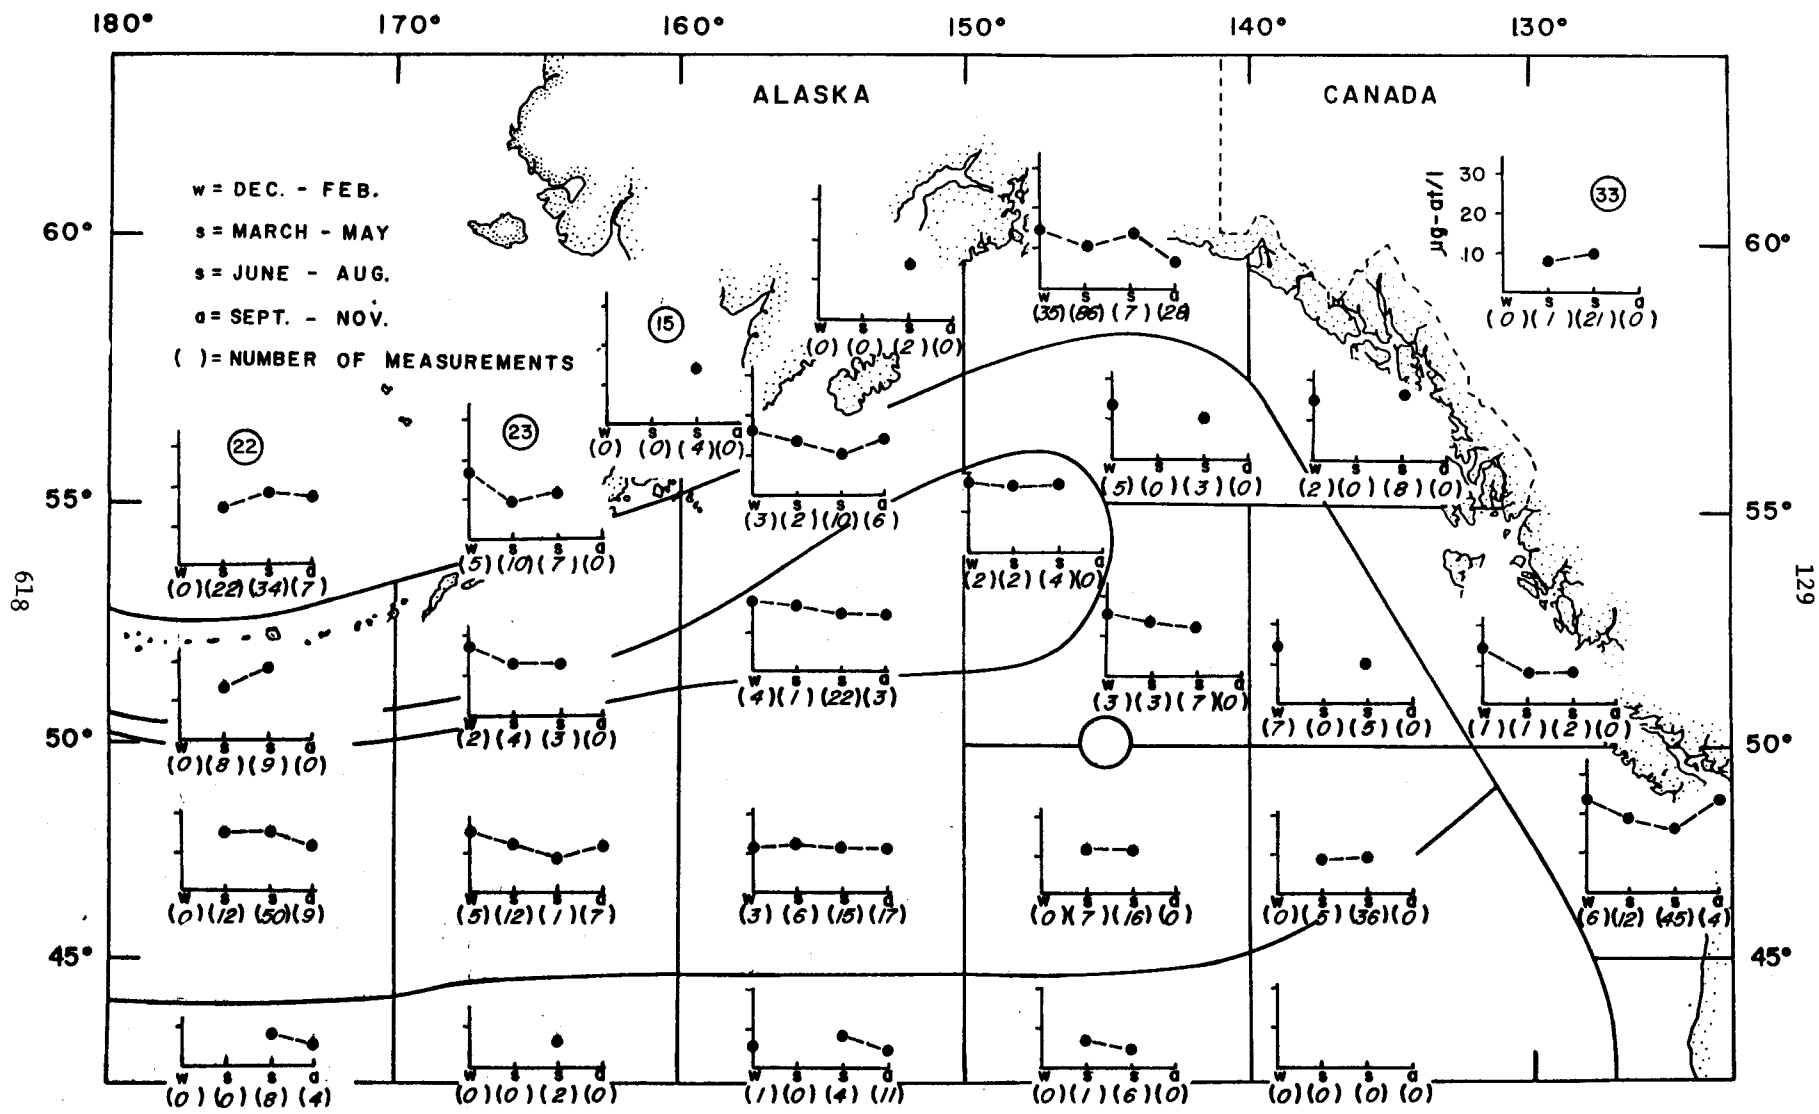 180° 170° 160° 150° 140° 130°
ALASKA CANADA
w = DEC. - FEB.
s = MARCH - MAY
s = JUNE - AUG.
a = SEPT. - NOV.
( ) = NUMBER OF MEASUREMENTS
60° 60°
µg-at/l
30
20
10
33
w s s a
(0)(1)(21)(0)
w s s a
(35)(86)(7)(28)
15
w s s a
(0)(0)(2)(0)
w s s a
(0)(0)(4)(0)
22
23
w s s a
(5)(0)(3)(0)
w s s a
(2)(0)(8)(0)
55° 55°
w s s a
(3)(2)(10)(6)
w s s a
(0)(22)(34)(7)
w s s a
(5)(10)(7)(0)
w s s a
(2)(2)(4)(0)
618
129
w s s a
(4)(1)(22)(3)
w s s a
(3)(3)(7)(0)
w s s a
(7)(0)(5)(0)
w s s a
(1)(1)(2)(0)
50° 50°
w s s a
(0)(8)(9)(0)
w s s a
(2)(4)(3)(0)
w s s a
(0)(12)(50)(9)
w s s a
(5)(12)(1)(7)
w s s a
(3)(6)(15)(17)
w s s a
(0)(7)(16)(0)
w s s a
(0)(5)(36)(0)
w s s a
(6)(12)(45)(4)
45° 45°
w s s a
(0)(0)(8)(4)
w s s a
(0)(0)(2)(0)
w s s a
(1)(0)(4)(11)
w s s a
(0)(1)(6)(0)
w s s a
(0)(0)(0)(0)